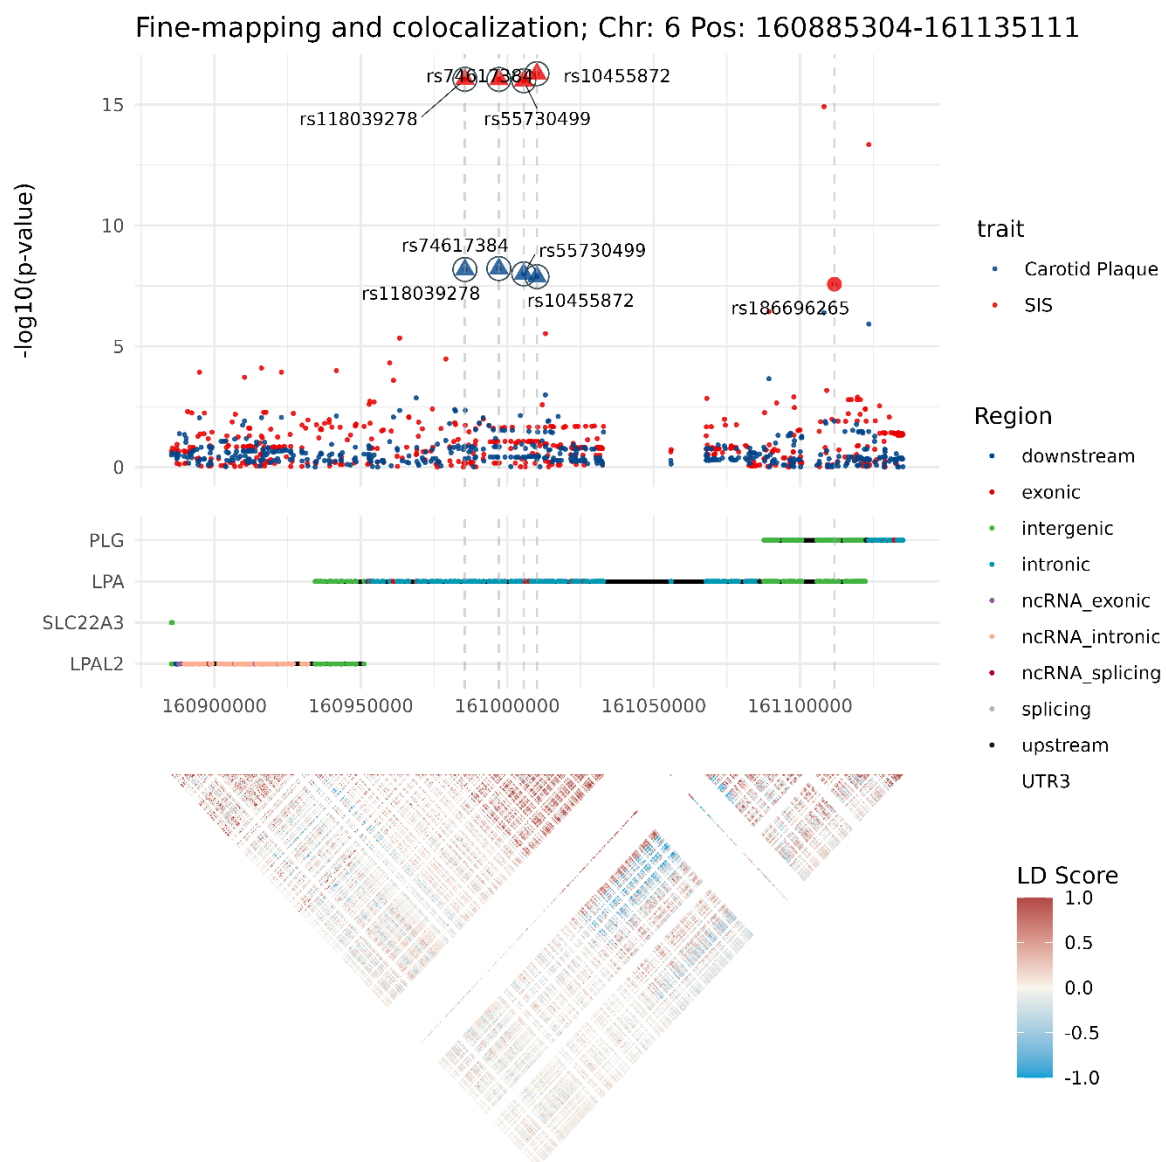 Fine-mapping and colocalization; Chr: 6 Pos: 160885304-161135111
-log10(p-value)
15
10
5
0
rs74617384
rs10455872
rs118039278
rs55730499
rs74617384
rs55730499
rs118039278
rs10455872
rs186696265
trait
Carotid Plaque
SIS
Region
downstream
exonic
intergenic
intronic
ncRNA_exonic
ncRNA_intronic
ncRNA_splicing
splicing
upstream
UTR3
PLG
LPA
SLC22A3
LPAL2
160900000
160950000
161000000
161050000
161100000
LD Score
1.0
0.5
0.0
-0.5
-1.0